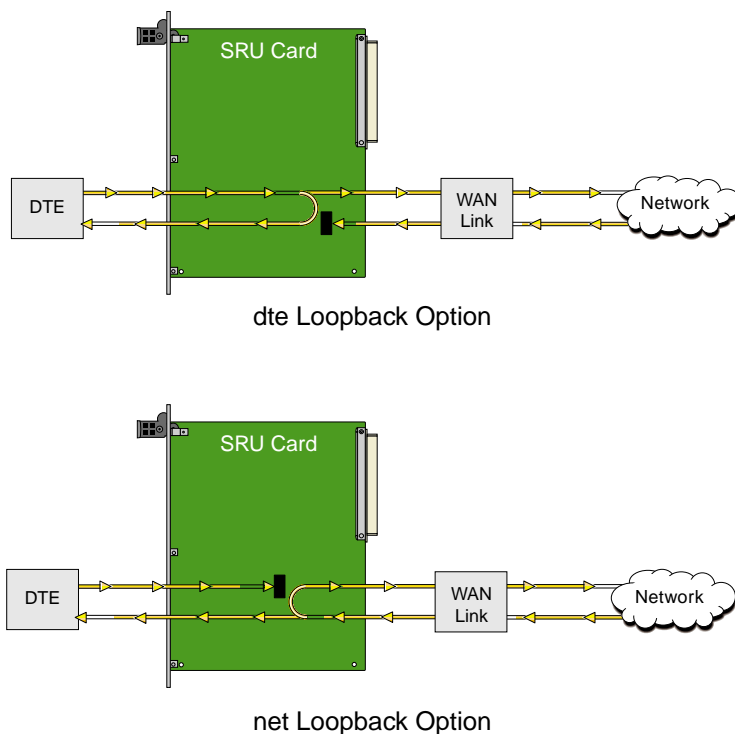 SRU Card
DTE
WAN
Link
Network
dte Loopback Option
SRU Card
DTE
WAN
Link
Network
net Loopback Option